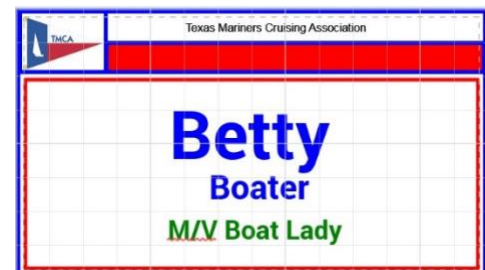 TMCA
Texas Mariners Cruising Association
Betty
Boater
M/V Boat Lady